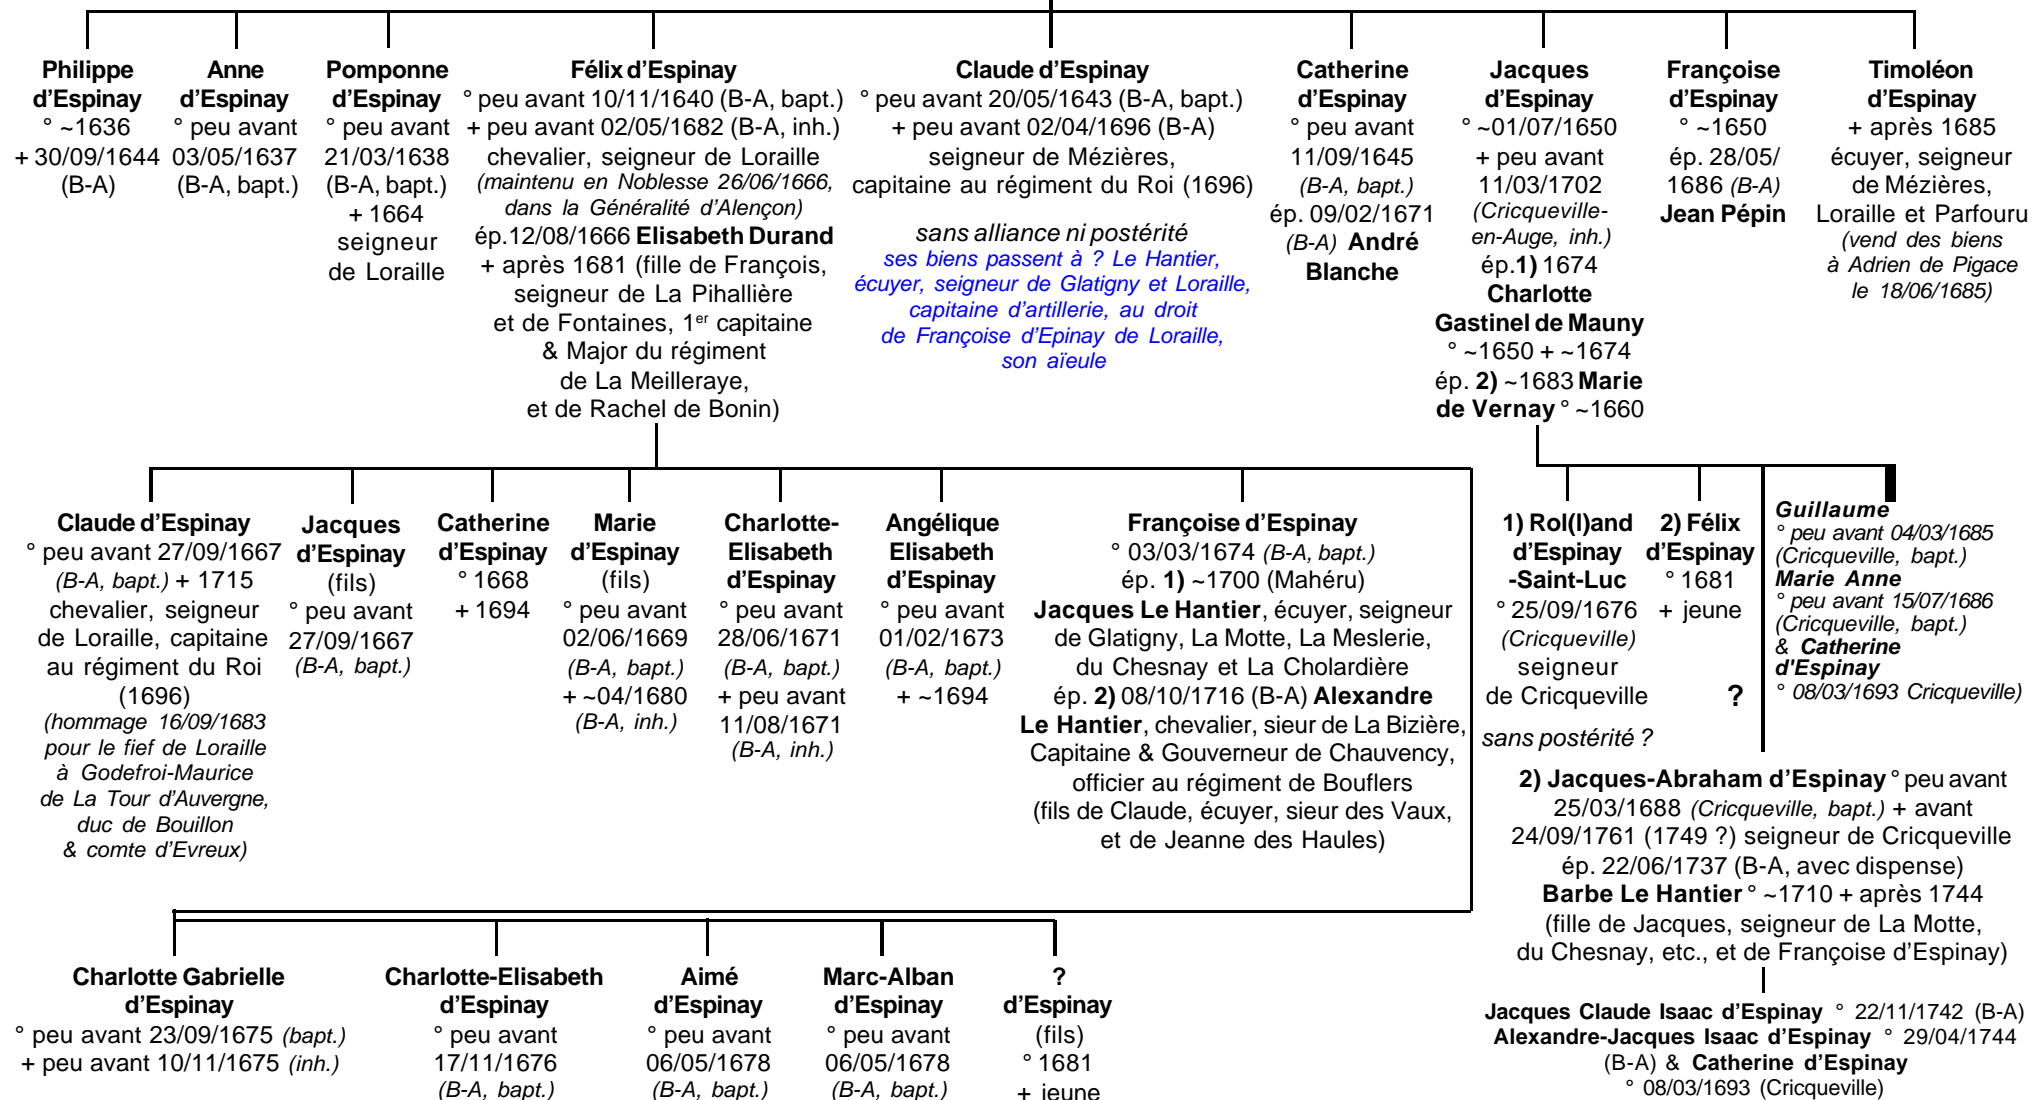 Philippe
d'Espinay
° ~1636
+ 30/09/1644
(B-A)
Anne
d'Espinay
° peu avant
03/05/1637
(B-A, bapt.)
Pomponne
d'Espinay
° peu avant
21/03/1638
(B-A, bapt.)
+ 1664
seigneur
de Loraille
Félix d'Espinay
° peu avant 10/11/1640 (B-A, bapt.)
+ peu avant 02/05/1682 (B-A, inh.)
chevalier, seigneur de Loraille
(maintenu en Noblesse 26/06/1666,
dans la Généralité d'Alençon)
ép.12/08/1666 Elisabeth Durand
+ après 1681 (fille de François,
seigneur de La Pihallière
et de Fontaines, 1er capitaine
& Major du régiment
de La Meilleraye,
et de Rachel de Bonin)
Claude d'Espinay
° peu avant 20/05/1643 (B-A, bapt.)
+ peu avant 02/04/1696 (B-A)
seigneur de Mézières,
capitaine au régiment du Roi (1696)
sans alliance ni postérité
ses biens passent à ? Le Hantier,
écuyer, seigneur de Glatigny et Loraille,
capitaine d'artillerie, au droit
de Françoise d'Epinay de Loraille,
son aïeule
Catherine
d'Espinay
° peu avant
11/09/1645
(B-A, bapt.)
ép. 09/02/1671
(B-A) André
Blanche
Jacques
d'Espinay
° ~01/07/1650
+ peu avant
11/03/1702
(Cricqueville-
en-Auge, inh.)
ép.1) 1674
Charlotte
Gastinel de Mauny
° ~1650 + ~1674
ép. 2) ~1683 Marie
de Vernay ° ~1660
Françoise
d'Espinay
° ~1650
ép. 28/05/
1686 (B-A)
Jean Pépin
Timoléon
d'Espinay
+ après 1685
écuyer, seigneur
de Mézières,
Loraille et Parfouru
(vend des biens
à Adrien de Pigace
le 18/06/1685)
Claude d'Espinay
° peu avant 27/09/1667
(B-A, bapt.) + 1715
chevalier, seigneur
de Loraille, capitaine
au régiment du Roi
(1696)
(hommage 16/09/1683
pour le fief de Loraille
à Godefroi-Maurice
de La Tour d'Auvergne,
duc de Bouillon
& comte d'Evreux)
Jacques
d'Espinay
(fils)
° peu avant
27/09/1667
(B-A, bapt.)
Catherine
d'Espinay
° 1668
+ 1694
Marie
d'Espinay
(fils)
° peu avant
02/06/1669
(B-A, bapt.)
+ ~04/1680
(B-A, inh.)
Charlotte-
Elisabeth
d'Espinay
° peu avant
28/06/1671
(B-A, bapt.)
+ peu avant
11/08/1671
(B-A, inh.)
Angélique
Elisabeth
d'Espinay
° peu avant
01/02/1673
(B-A, bapt.)
+ ~1694
Françoise d'Espinay
° 03/03/1674 (B-A, bapt.)
ép. 1) ~1700 (Mahéru)
Jacques Le Hantier, écuyer, seigneur
de Glatigny, La Motte, La Meslerie,
du Chesnay et La Cholardière
ép. 2) 08/10/1716 (B-A) Alexandre
Le Hantier, chevalier, sieur de La Bizière,
Capitaine & Gouverneur de Chauvency,
officier au régiment de Bouflers
(fils de Claude, écuyer, sieur des Vaux,
et de Jeanne des Haules)
1) Rol(l)and
d'Espinay
-Saint-Luc
° 25/09/1676
(Cricqueville)
seigneur
de Cricqueville
sans postérité ?
2) Félix
d'Espinay
° 1681
+ jeune
?
Guillaume
° peu avant 04/03/1685
(Cricqueville, bapt.)
Marie Anne
° peu avant 15/07/1686
(Cricqueville, bapt.)
& Catherine
d'Espinay
° 08/03/1693 Cricqueville)
2) Jacques-Abraham d'Espinay ° peu avant
25/03/1688 (Cricqueville, bapt.) + avant
24/09/1761 (1749 ?) seigneur de Cricqueville
ép. 22/06/1737 (B-A, avec dispense)
Barbe Le Hantier ° ~1710 + après 1744
(fille de Jacques, seigneur de La Motte,
du Chesnay, etc., et de Françoise d'Espinay)
Jacques Claude Isaac d'Espinay ° 22/11/1742 (B-A)
Alexandre-Jacques Isaac d'Espinay ° 29/04/1744
(B-A) & Catherine d'Espinay
° 08/03/1693 (Cricqueville)
Charlotte Gabrielle
d'Espinay
° peu avant 23/09/1675 (bapt.)
+ peu avant 10/11/1675 (inh.)
Charlotte-Elisabeth
d'Espinay
° peu avant
17/11/1676
(B-A, bapt.)
Aimé
d'Espinay
° peu avant
06/05/1678
(B-A, bapt.)
Marc-Alban
d'Espinay
° peu avant
06/05/1678
(B-A, bapt.)
?
d'Espinay
(fils)
° 1681
+ jeune